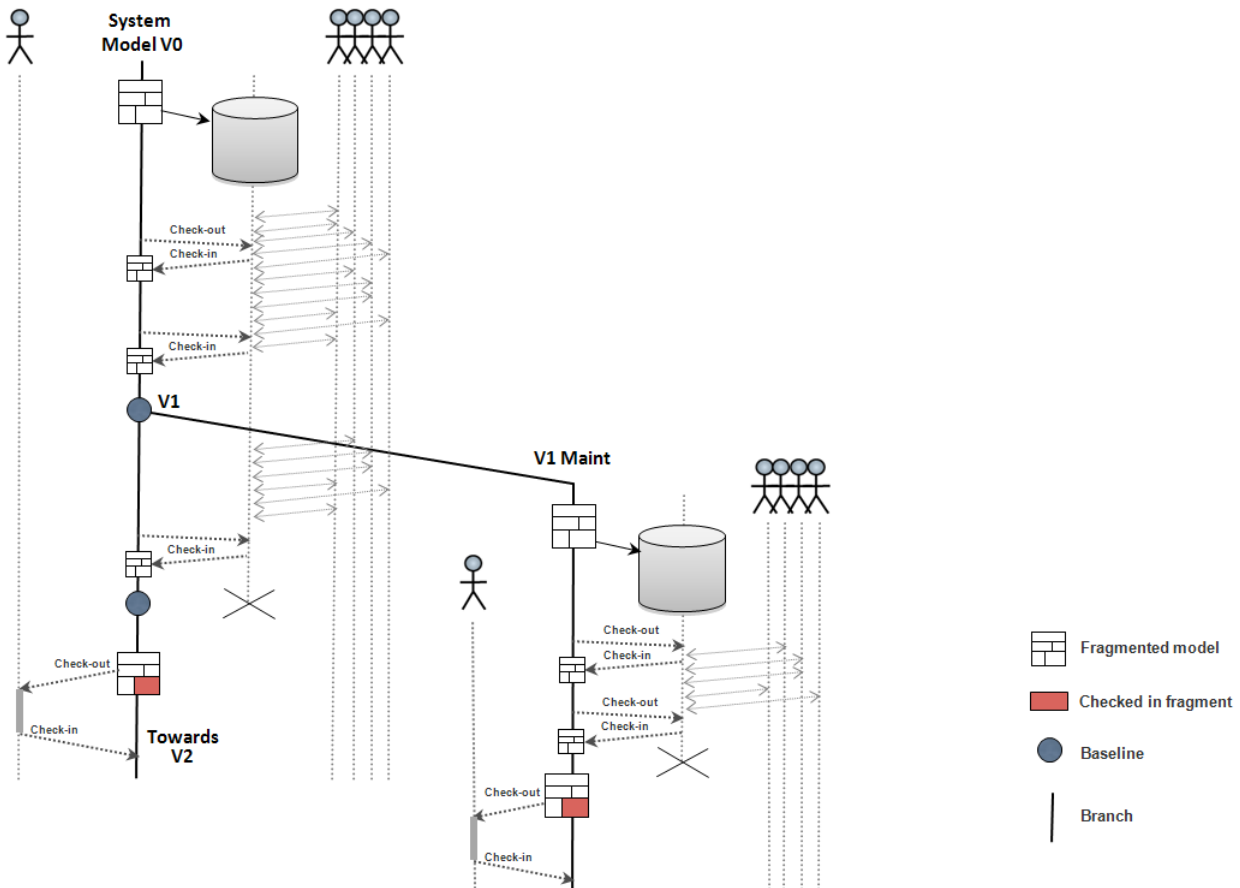 System
Model V0
Check-out
Check-in
Check-in
V1
V1 Maint
Check-in
Check-out
Check-in
Check-out
Check-in
Check-out
Check-in
Towards
V2
Check-out
Check-in
Fragmented model
Checked in fragment
Baseline
Branch